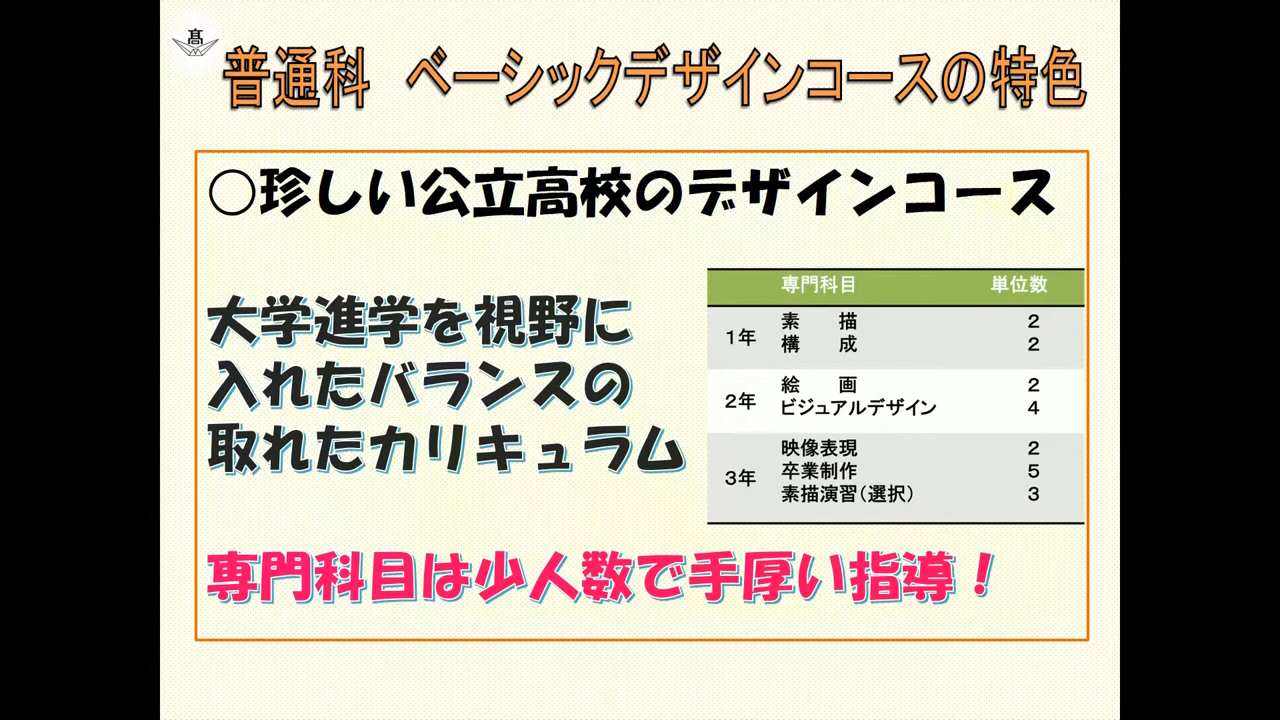 髙
普通科　ベーシックデザインコースの特色
○珍しい公立高校のデザインコース
大学進学を視野に
入れたバランスの
取れたカリキュラム
専門科目　単位数
1年
素　描　2
構　成　2
2年
絵　画　2
ビジュアルデザイン　4
3年
映像表現　2
卒業制作　5
素描演習（選択）　3
専門科目は少人数で手厚い指導！